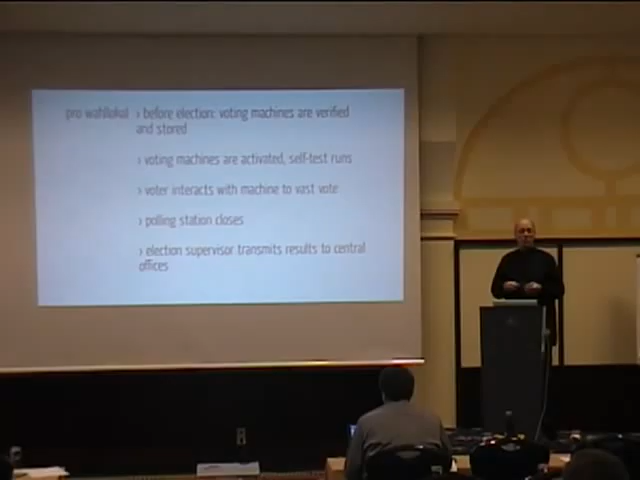 pro wahllokal › before election: voting machines are verified
and stored
› voting machines are activated, self-test runs
› voter interacts with machine to vast vote
› polling station closes
› election supervisor transmits results to central
offices